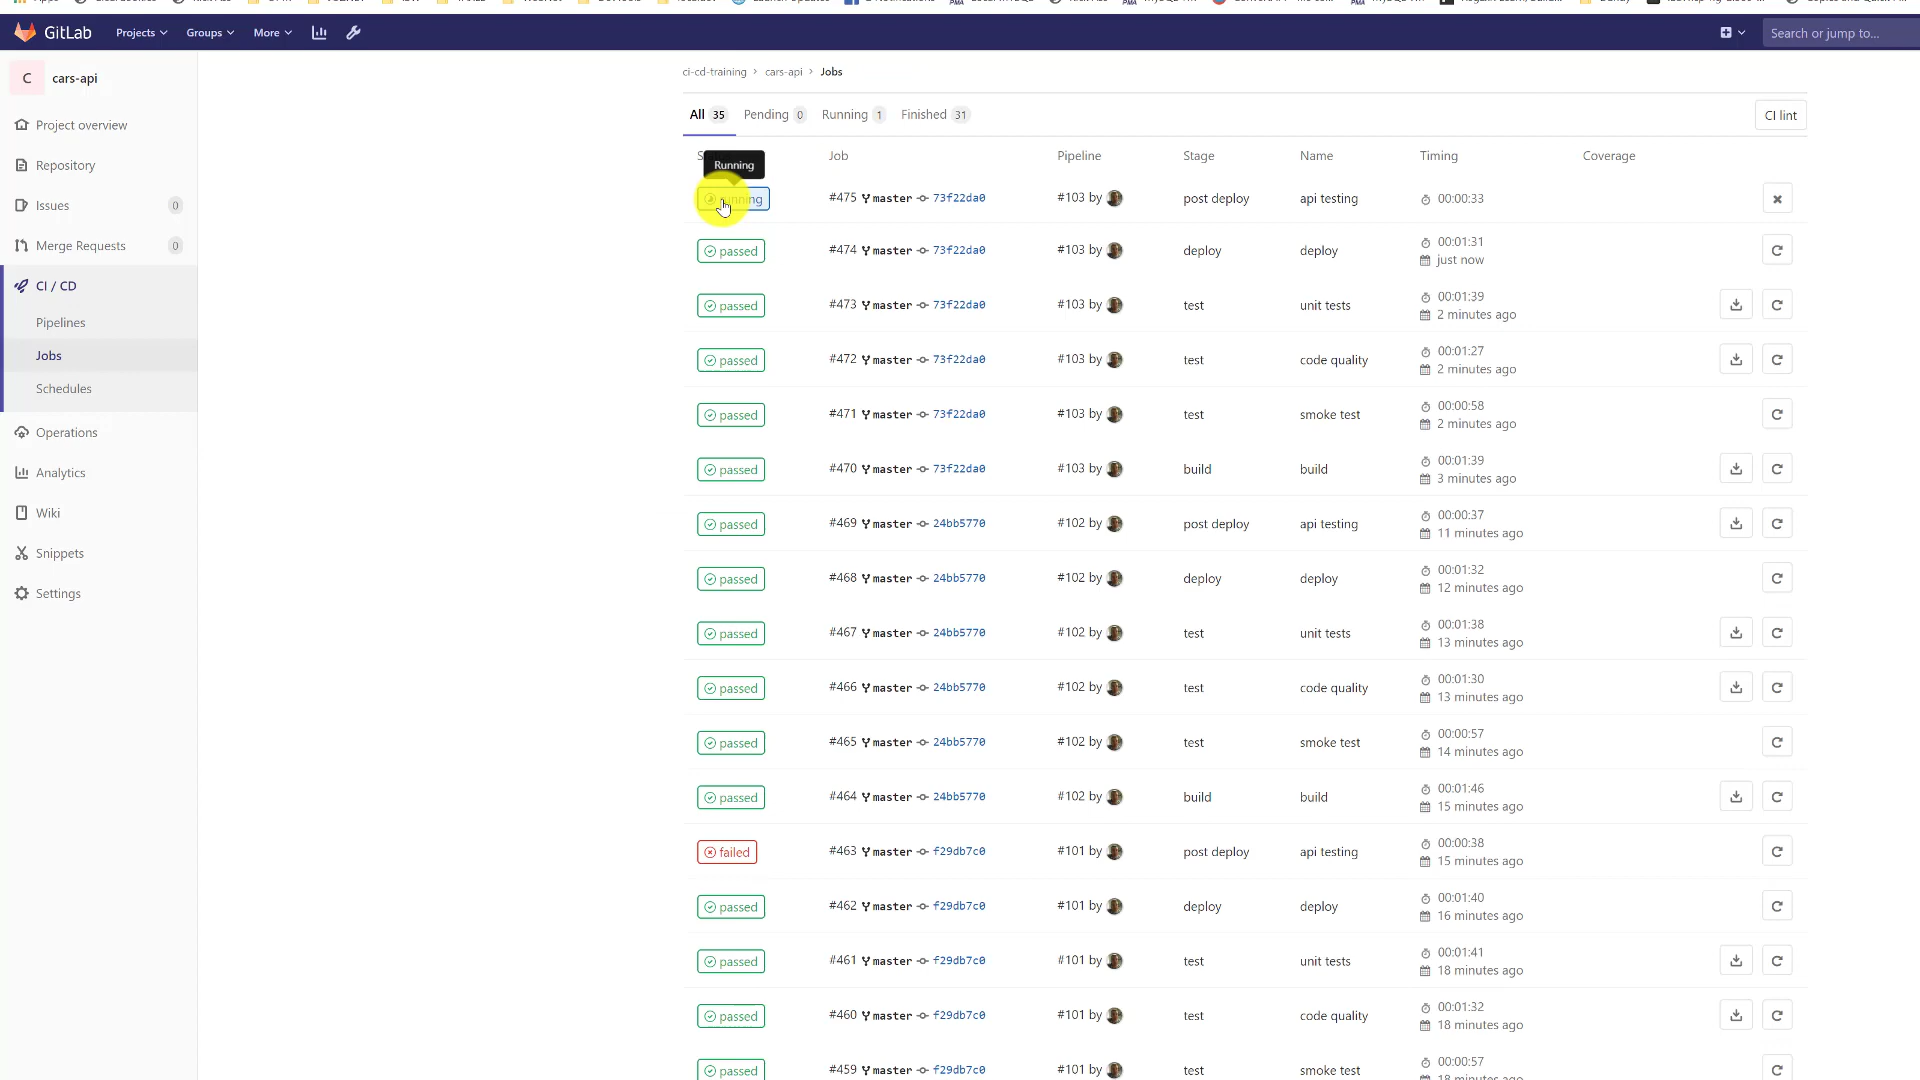 GitLab Projects Groups More Search or jump to...
C cars-api
Project overview
Repository
Issues 0
Merge Requests 0
CI / CD
Pipelines
Jobs
Schedules
Operations
Analytics
Wiki
Snippets
Settings
ci-cd-training › cars-api › Jobs
All 35 Pending 0 Running 1 Finished 31 CI lint
Job Pipeline Stage Name Timing Coverage
Running
#475 master 73f22da0 #103 by post deploy api testing 00:00:33
passed #474 master 73f22da0 #103 by deploy deploy 00:01:31
just now
passed #473 master 73f22da0 #103 by test unit tests 00:01:39
2 minutes ago
passed #472 master 73f22da0 #103 by test code quality 00:01:27
2 minutes ago
passed #471 master 73f22da0 #103 by test smoke test 00:00:58
2 minutes ago
passed #470 master 73f22da0 #103 by build build 00:01:39
3 minutes ago
passed #469 master 24bb5770 #102 by post deploy api testing 00:00:37
11 minutes ago
passed #468 master 24bb5770 #102 by deploy deploy 00:01:32
12 minutes ago
passed #467 master 24bb5770 #102 by test unit tests 00:01:38
13 minutes ago
passed #466 master 24bb5770 #102 by test code quality 00:01:30
13 minutes ago
passed #465 master 24bb5770 #102 by test smoke test 00:00:57
14 minutes ago
passed #464 master 24bb5770 #102 by build build 00:01:46
15 minutes ago
failed #463 master f29db7c0 #101 by post deploy api testing 00:00:38
15 minutes ago
passed #462 master f29db7c0 #101 by deploy deploy 00:01:40
16 minutes ago
passed #461 master f29db7c0 #101 by test unit tests 00:01:41
18 minutes ago
passed #460 master f29db7c0 #101 by test code quality 00:01:32
18 minutes ago
passed #459 master f29db7c0 #101 by test smoke test 00:00:57
18 minutes ago